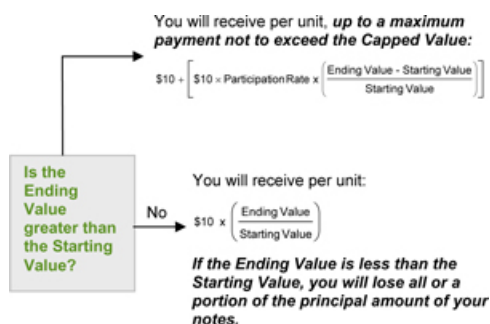 You will receive per unit, up to a maximum
payment not to exceed the Capped Value:
$10 + [ $10 × Participation Rate x ( Ending Value - Starting Value
Starting Value ) ]
Is the
Ending
Value
greater than
the Starting
Value?
No
You will receive per unit:
$10 x ( Ending Value
Starting Value )
If the Ending Value is less than the
Starting Value, you will lose all or a
portion of the principal amount of your
notes.